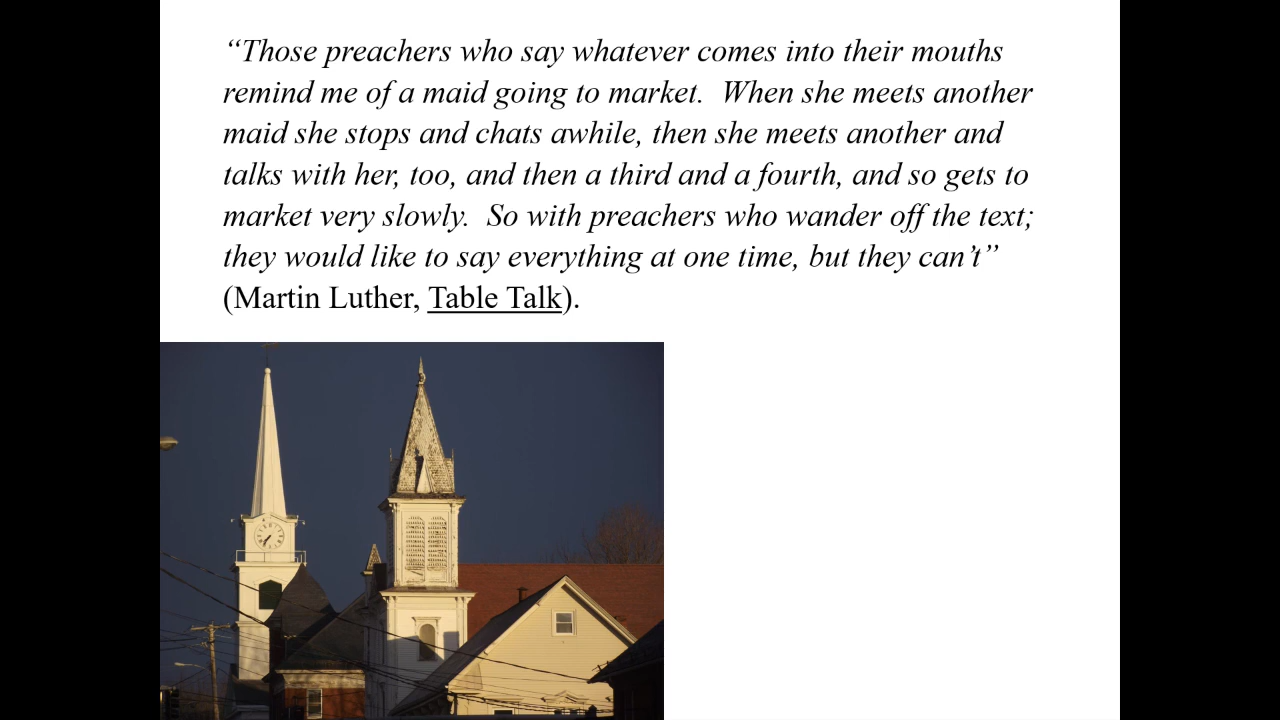 “Those preachers who say whatever comes into their mouths
remind me of a maid going to market.  When she meets another
maid she stops and chats awhile, then she meets another and
talks with her, too, and then a third and a fourth, and so gets to
market very slowly.  So with preachers who wander off the text;
they would like to say everything at one time, but they can’t”
(Martin Luther, Table Talk).